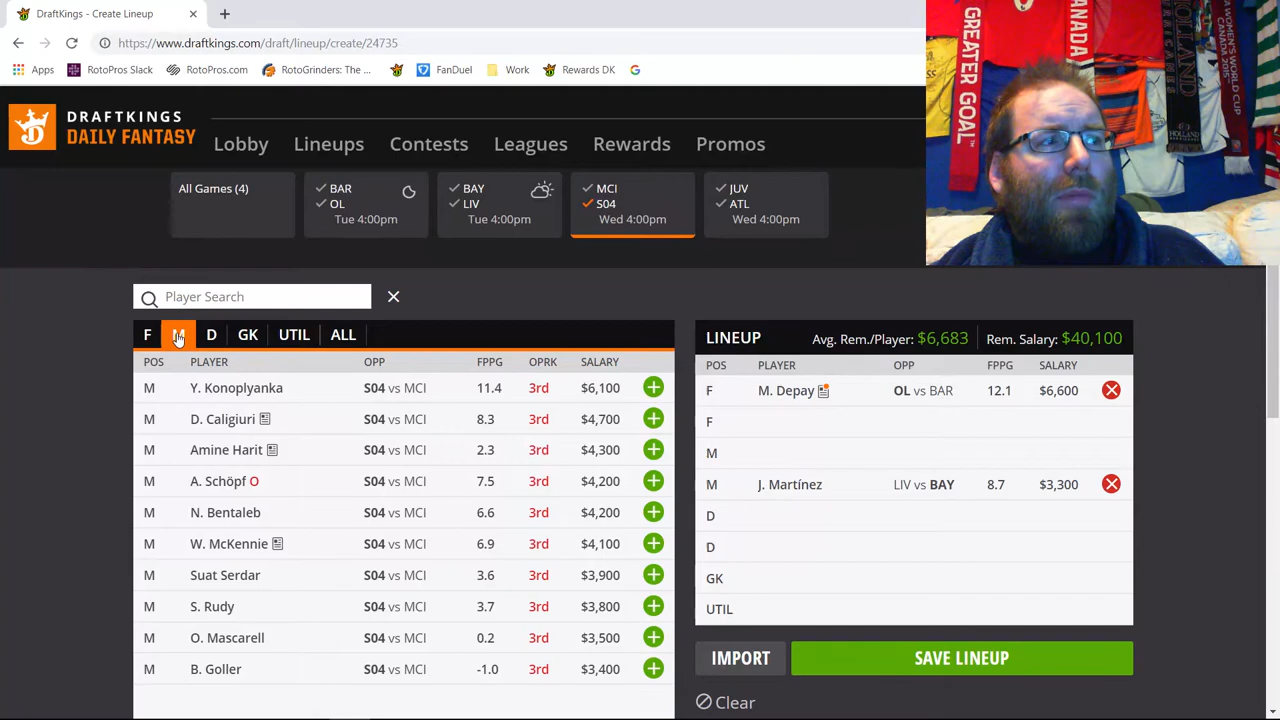 DraftKings - Create Lineup
https://www.draftkings.com/draft/lineup/create/24735
Apps RotoPros Slack RotoPros.com RotoGrinders: The ... FanDuel Work Rewards DK
DRAFTKINGS
DAILY FANTASY
Lobby Lineups Contests Leagues Rewards Promos
All Games (4)
BAR
OL
Tue 4:00pm
BAY
LIV
Tue 4:00pm
MCI
S04
Wed 4:00pm
JUV
ATL
Wed 4:00pm
Player Search
F M D GK UTIL ALL
POS PLAYER OPP FPPG OPRK SALARY
M Y. Konoplyanka S04 vs MCI 11.4 3rd $6,100
M D. Caligiuri S04 vs MCI 8.3 3rd $4,700
M Amine Harit S04 vs MCI 2.3 3rd $4,300
M A. Schöpf O S04 vs MCI 7.5 3rd $4,200
M N. Bentaleb S04 vs MCI 6.6 3rd $4,200
M W. McKennie S04 vs MCI 6.9 3rd $4,100
M Suat Serdar S04 vs MCI 3.6 3rd $3,900
M S. Rudy S04 vs MCI 3.7 3rd $3,800
M O. Mascarell S04 vs MCI 0.2 3rd $3,500
M B. Goller S04 vs MCI -1.0 3rd $3,400
LINEUP Avg. Rem./Player: $6,683 Rem. Salary: $40,100
POS PLAYER OPP FPPG SALARY
F M. Depay OL vs BAR 12.1 $6,600
F
M
M J. Martínez LIV vs BAY 8.7 $3,300
D
D
GK
UTIL
IMPORT SAVE LINEUP
Clear
GREATER GOAL
CANADA
HOLLAND
WOMEN'S WORLD CUP
CANADA 2015